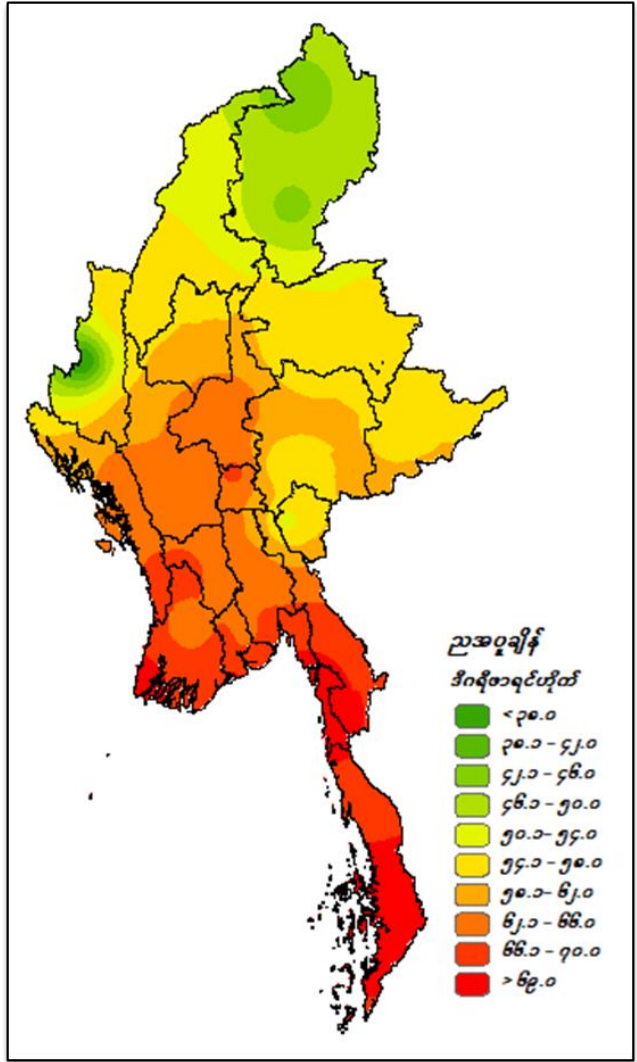 ညအပူချိန်
ဒီဂရီဖာရင်ဟိုက်
<၃၈.၀
၃၈.၁ - ၄၂.၀
၄၂.၁ - ၄၆.၀
၄၆.၁ - ၅၀.၀
၅၀.၁ - ၅၄.၀
၅၄.၁ - ၅၈.၀
၅၈.၁ - ၆၂.၀
၆၂.၁ - ၆၆.၀
၆၆.၁ - ၇၀.၀
> ၆၉.၀